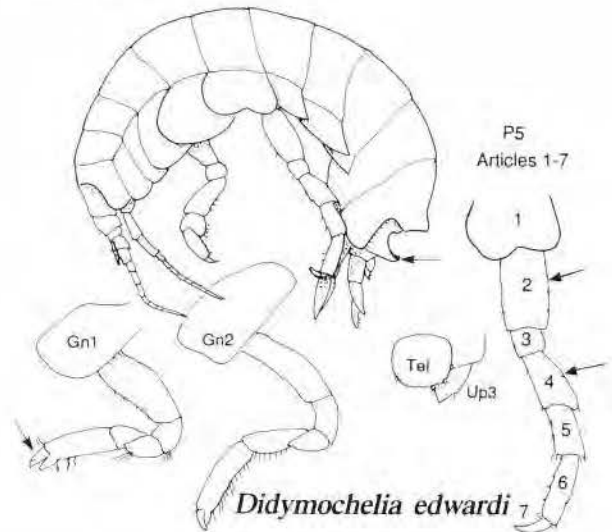 P5
Articles 1-7
1
2
3
4
5
6
7
Gn1
Gn2
Tel
Up3
Didymochelia edwardi